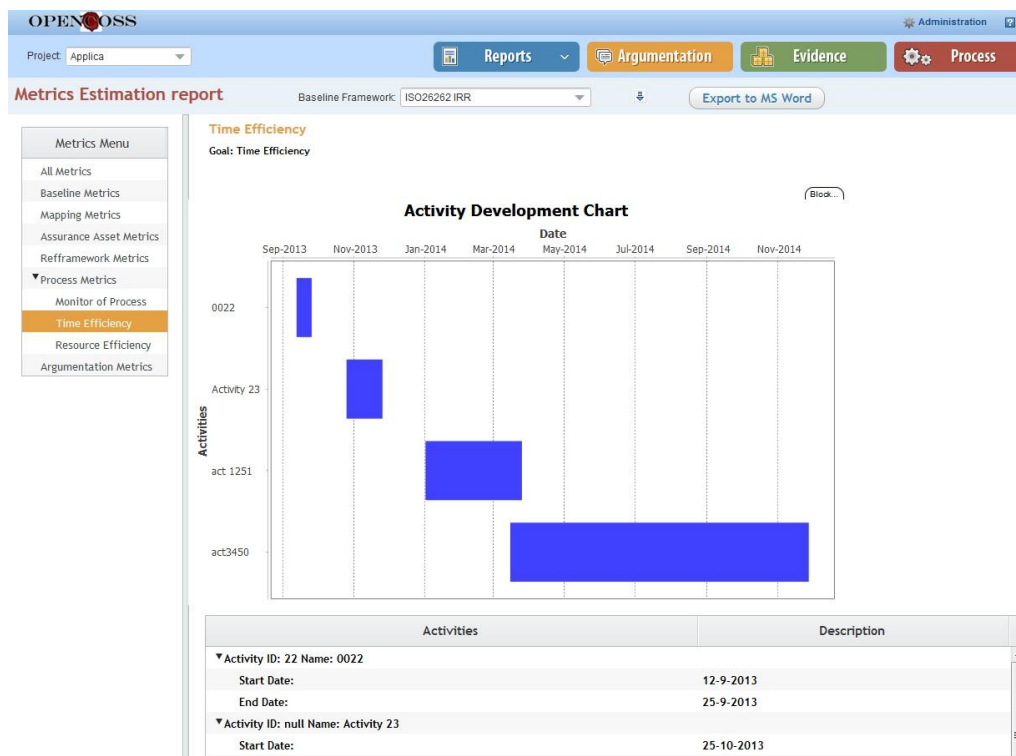 OPENCOSS
Administration
Project: Applica
Reports
Argumentation
Evidence
Process
Metrics Estimation report
Baseline Framework: ISO26262 IRR
Export to MS Word
Metrics Menu
All Metrics
Baseline Metrics
Mapping Metrics
Assurance Asset Metrics
Refframework Metrics
Process Metrics
Monitor of Process
Time Efficiency
Resource Efficiency
Argumentation Metrics
Time Efficiency
Goal: Time Efficiency
Block...
Activity Development Chart
Date
Sep-2013 Nov-2013 Jan-2014 Mar-2014 May-2014 Jul-2014 Sep-2014 Nov-2014
Activities
0022
Activity 23
act 1251
act3450
Activities Description
Activity ID: 22 Name: 0022
Start Date: 12-9-2013
End Date: 25-9-2013
Activity ID: null Name: Activity 23
Start Date: 25-10-2013